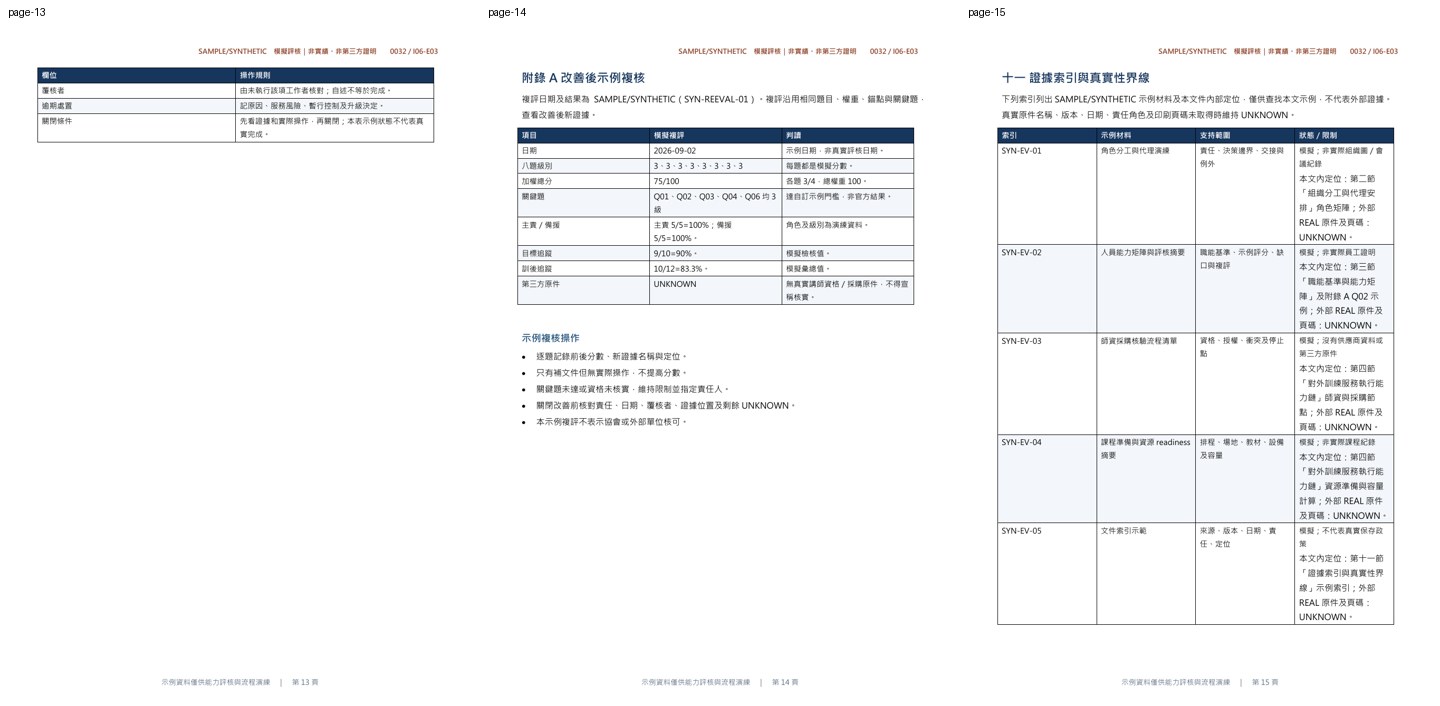 page-13
SAMPLE/SYNTHETIC 模擬評核｜非實績、非第三方證明 0032 / I06-E03
欄位 操作規則
覆核者 由未執行該項工作者核對；自述不等於完成。
逾期處置 記原因、服務風險、暫行控制及升級決定。
關閉條件 先看證據和實際操作，再關閉；本表示例狀態不代表真
實完成。
示例資料僅供能力評核與流程演練 | 第 13 頁
page-14
SAMPLE/SYNTHETIC 模擬評核｜非實績、非第三方證明 0032 / I06-E03
附錄 A 改善後示例複核
複評日期及結果為 SAMPLE/SYNTHETIC（SYN-REEVAL-01）。複評沿用相同題目、權重、錨點與關鍵題，
查看改善後新證據。
項目 模擬複評 判讀
日期 2026-09-02 示例日期，非真實評核日期。
八題級別 3、3、3、3、3、3、3、3 每題都是模擬分數。
加權總分 75/100 各題 3/4，總權重 100。
關鍵題 Q01、Q02、Q03、Q04、Q06 均 3 達自訂示例門檻，非官方結果。
級
主責 / 備援 主責 5/5=100%；備援 角色及級別為演練資料。
5/5=100%。
目標追蹤 9/10=90%。 模擬檢核值。
訓後追蹤 10/12=83.3%。 模擬彙總值。
第三方原件 UNKNOWN 無真實講師資格 / 採購原件，不得宣
稱核實。
示例複核操作
• 逐題記錄前後分數、新證據名稱與定位。
• 只有補文件但無實際操作，不提高分數。
• 關鍵題未達或資格未核實，維持限制並指定責任人。
• 關閉改善前核對責任、日期、覆核者、證據位置及剩餘 UNKNOWN。
• 本示例複評不表示協會或外部單位核可。
示例資料僅供能力評核與流程演練 | 第 14 頁
page-15
SAMPLE/SYNTHETIC 模擬評核｜非實績、非第三方證明 0032 / I06-E03
十一 證據索引與真實性界線
下列索引列出 SAMPLE/SYNTHETIC 示例材料及本文件內部定位，僅供查找本文示例，不代表外部證據。
真實原件名稱、版本、日期、責任角色及印刷頁碼未取得時維持 UNKNOWN。
索引 示例材料 支持範圍 狀態 / 限制
SYN-EV-01 角色分工與代理演練 責任、決策邊界、交接與 模擬；非實際組織圖 / 會
例外 議紀錄
本文內定位：第二節
「組織分工與代理安
排」角色矩陣；外部
REAL 原件及頁碼：
UNKNOWN。
SYN-EV-02 人員能力矩陣與評核摘要 職能基準、示例評分、缺 模擬；非實際員工證明
口與複評 本文內定位：第三節
「職能基準與能力矩
陣」及附錄 A Q02 示
例；外部 REAL 原件及
頁碼：UNKNOWN。
SYN-EV-03 師資採購核驗流程清單 資格、授權、衝突及停止 模擬；沒有供應商資料或
點 第三方原件
本文內定位：第四節
「對外訓練服務執行能
力鏈」師資與採購節
點；外部 REAL 原件及
頁碼：UNKNOWN。
SYN-EV-04 課程準備與資源 readiness 排程、場地、教材、設備 模擬；非實際課程紀錄
摘要 及容量 本文內定位：第四節
「對外訓練服務執行能
力鏈」資源準備與容量
計算；外部 REAL 原件
及頁碼：UNKNOWN。
SYN-EV-05 文件索引示範 來源、版本、日期、責 模擬；不代表真實保存政
任、定位 策
本文內定位：第十一節
「證據索引與真實性界
線」示例索引；外部
REAL 原件及頁碼：
UNKNOWN。
示例資料僅供能力評核與流程演練 | 第 15 頁